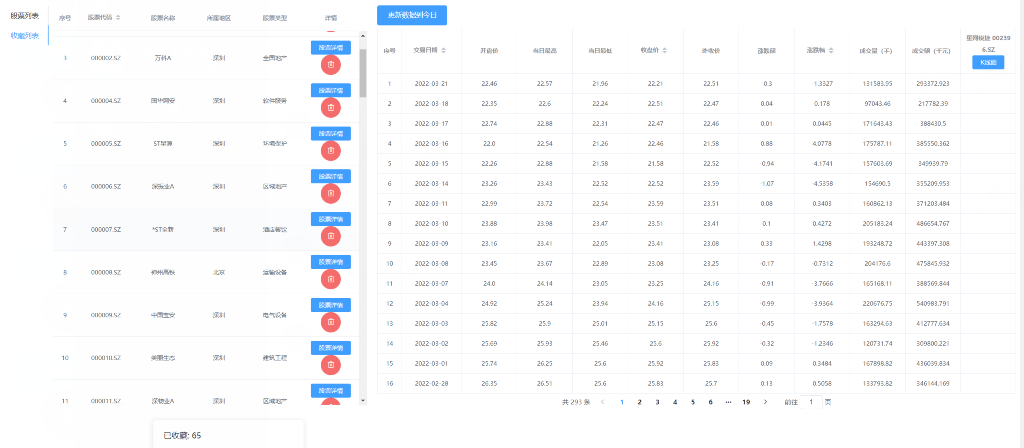 股票列表
收藏列表
序号 股票代码 股票名称 所属地区 股票类型 详情
3 000002.SZ 万科A 深圳 全国地产 股票详情
4 000004.SZ 国华网安 深圳 软件服务 股票详情
5 000005.SZ ST星源 深圳 环境保护 股票详情
6 000006.SZ 深振业A 深圳 区域地产 股票详情
7 000007.SZ *ST全新 深圳 酒店餐饮 股票详情
8 000008.SZ 神州高铁 北京 运输设备 股票详情
9 000009.SZ 中国宝安 深圳 电气设备 股票详情
10 000010.SZ 美丽生态 深圳 建筑工程 股票详情
11 000011.SZ 深物业A 深圳 区域地产 股票详情
已收藏: 65
更新数据到今日
序号 交易日期 开盘价 当日最高 当日最低 收盘价 昨收价 涨跌额 涨跌幅 成交量（手） 成交额（千元） 星网锐捷 002396.SZ
K线图
1 2022-03-21 22.46 22.57 21.96 22.21 22.51 -0.3 -1.3327 131583.95 293372.923
2 2022-03-18 22.35 22.6 22.24 22.51 22.47 0.04 0.178 97043.46 217782.39
3 2022-03-17 22.74 22.88 22.31 22.47 22.46 0.01 0.0445 171643.43 388430.5
4 2022-03-16 22.0 22.54 21.26 22.46 21.58 0.88 4.0778 175787.11 385550.362
5 2022-03-15 22.26 22.88 21.58 21.58 22.52 -0.94 -4.1741 157603.69 349939.79
6 2022-03-14 23.26 23.43 22.52 22.52 23.59 -1.07 -4.5358 154690.5 355209.953
7 2022-03-11 22.99 23.72 22.54 23.59 23.51 0.08 0.3403 160862.13 371203.484
8 2022-03-10 23.88 23.98 23.47 23.51 23.41 0.1 0.4272 205183.24 486654.767
9 2022-03-09 23.16 23.41 22.05 23.41 23.08 0.33 1.4298 193248.72 443397.308
10 2022-03-08 23.45 23.67 22.89 23.08 23.25 -0.17 -0.7312 204176.6 475845.932
11 2022-03-07 24.0 24.14 23.05 23.25 24.16 -0.91 -3.7666 165168.11 388569.844
12 2022-03-04 24.92 25.24 23.94 24.16 25.15 -0.99 -3.9364 220676.75 540983.791
13 2022-03-03 25.82 25.9 25.01 25.15 25.6 -0.45 -1.7578 163294.63 412777.634
14 2022-03-02 25.69 25.93 25.46 25.6 25.92 -0.32 -1.2346 120731.74 309800.221
15 2022-03-01 25.74 26.25 25.6 25.92 25.83 0.09 0.3484 167898.82 436039.834
16 2022-02-28 26.35 26.51 25.6 25.83 25.7 0.13 0.5058 133793.82 346144.169
共 293 条 1 2 3 4 5 6 ••• 19 前往 1 页